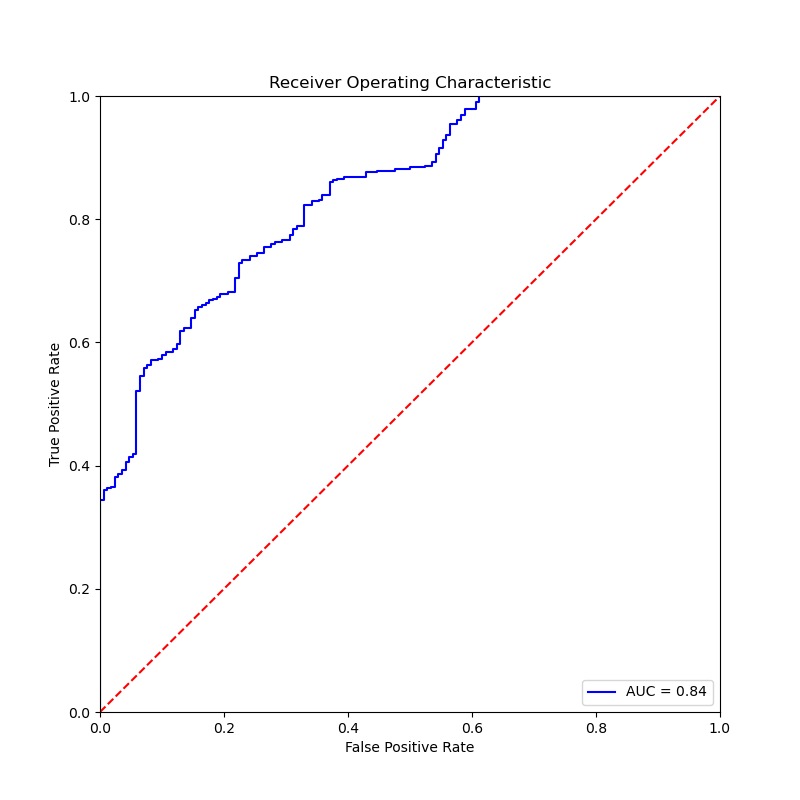 Receiver Operating Characteristic
1.0
0.8
0.6
0.4
0.2
0.0
True Positive Rate
AUC = 0.84
0.0 0.2 0.4 0.6 0.8 1.0
False Positive Rate